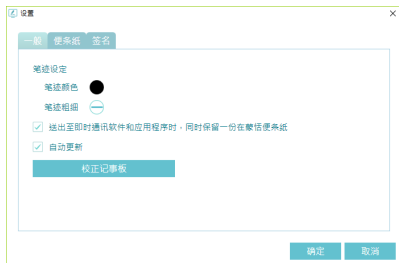 设置
一般 便条紙 签名
笔迹设定
笔迹颜色
笔迹粗细
送出至即时通讯软件和应用程序时，同时保留一份在蒙恬便条紙
自动更新
校正记事板
确定 取消